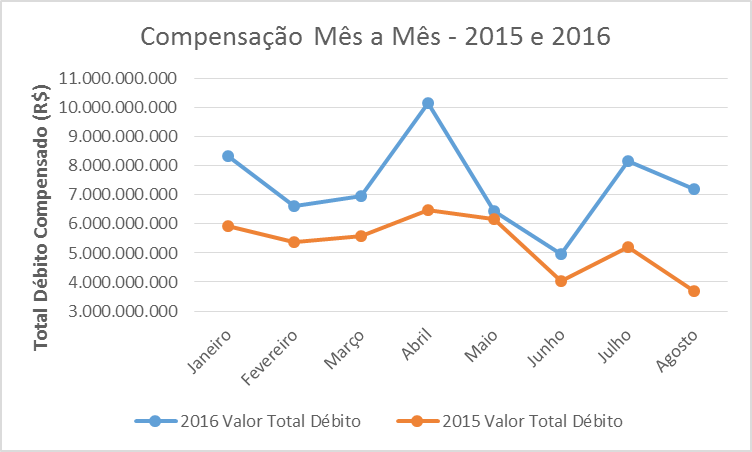 Compensação Mês a Mês - 2015 e 2016
Total Débito Compensado (R$)
11.000.000.000
10.000.000.000
9.000.000.000
8.000.000.000
7.000.000.000
6.000.000.000
5.000.000.000
4.000.000.000
3.000.000.000
Janeiro
Fevereiro
Março
Abril
Maio
Junho
Julho
Agosto
2016 Valor Total Débito
2015 Valor Total Débito